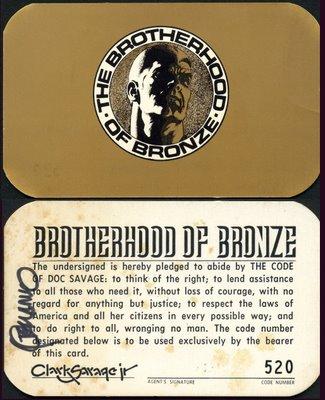 THE BROTHERHOOD
· OF BRONZE ·
BROTHERHOOD OF BRONZE
The undersigned is hereby pledged to abide by THE CODE
OF DOC SAVAGE: to think of the right; to lend assistance
to all those who need it, without loss of courage, with no
regard for anything but justice; to respect the laws of
America and all her citizens in every possible way; and
to do right to all, wronging no man. The code number
designated below is to be used exclusively by the bearer
of this card.
Clark Savage jr
520
AGENT'S SIGNATURE
CODE NUMBER